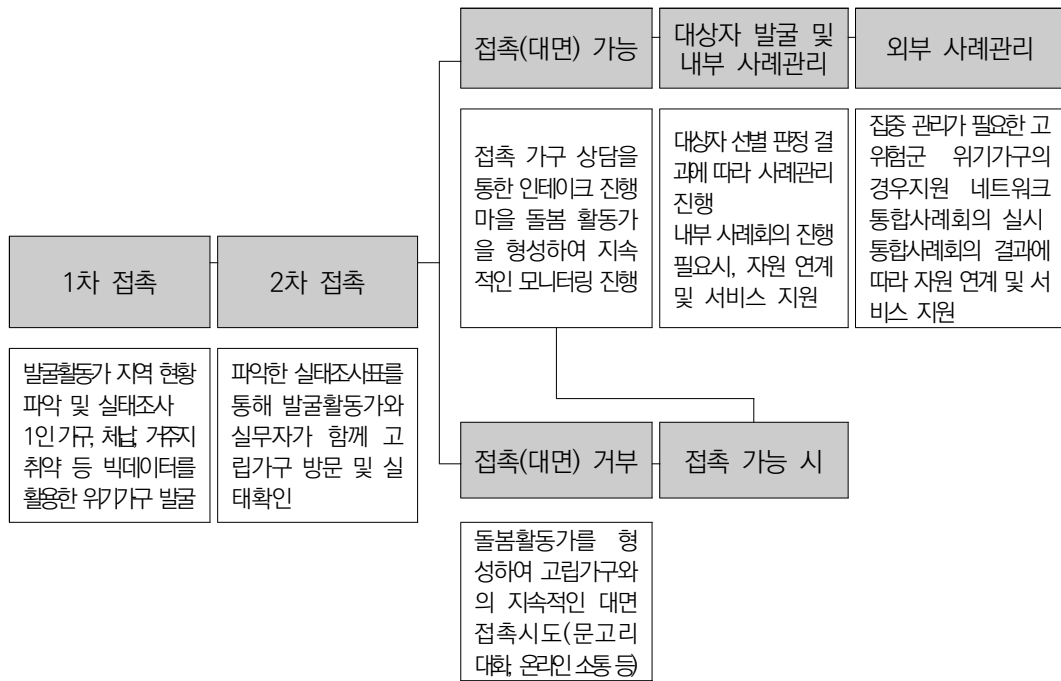 접촉(대면) 가능
대상자 발굴 및
내부 사례관리
외부 사례관리
접촉 가구 상담을
통한 인테이크 진행
마을 돌봄 활동가
을 형성하여 지속
적인 모니터링 진행
대상자 선별 판정 결
과에 따라 사례관리
진행
내부 사례회의 진행
필요시, 자원 연계
및 서비스 지원
집중 관리가 필요한 고
위험군 위기가구의
경우지원 네트워크
통합사례회의 실시
통합사례회의 결과에
따라 자원 연계 및 서
비스 지원
1차 접촉
2차 접촉
발굴활동가 지역 현황
파악 및 실태조사
1인 가구, 체납, 거주지
취약 등 빅데이터를
활용한 위기가구 발굴
파악한 실태조사표를
통해 발굴활동가와
실무자가 함께 고
립가구 방문 및 실
태확인
접촉(대면) 거부
접촉 가능 시
돌봄활동가를 형
성하여 고립가구와
의 지속적인 대면
접촉시도(문고리
대화, 온라인 소통 등)